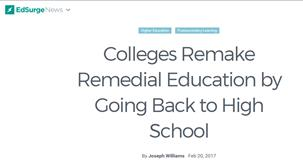 EdSurge News
Higher Education Postsecondary Learning
Colleges Remake
Remedial Education by
Going Back to High
School
By Joseph Williams Feb 20, 2017